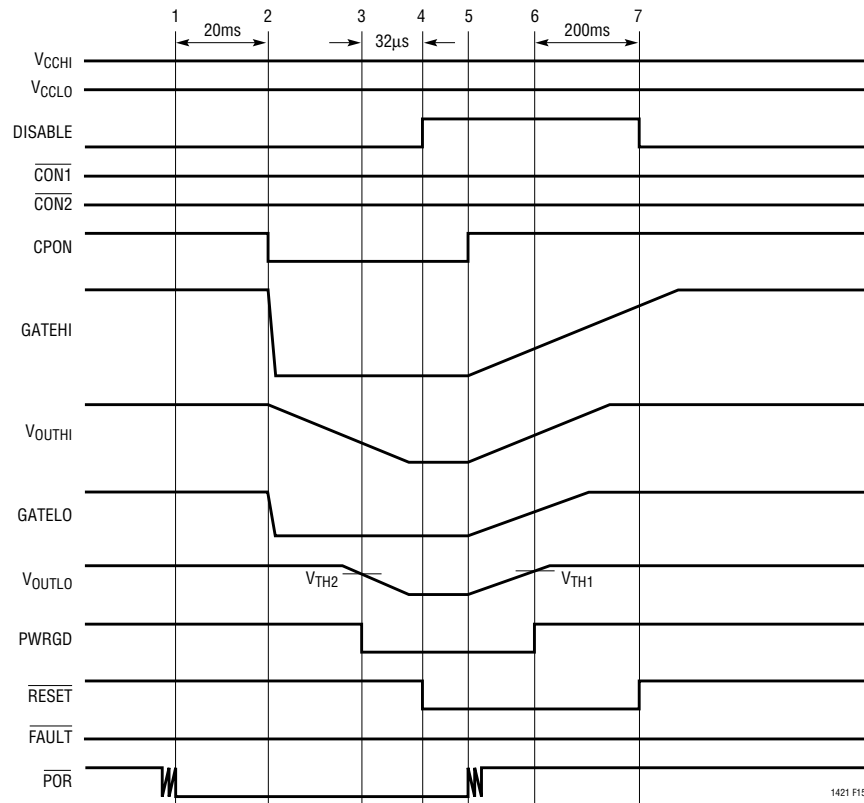 1 2 3 4 5 6 7
20ms 32µs 200ms
VCCHI
VCCLO
DISABLE
CON1
CON2
CPON
GATEHI
VOUTHI
GATELO
VOUTLO VTH2 VTH1
PWRGD
RESET
FAULT
POR
1421 F15